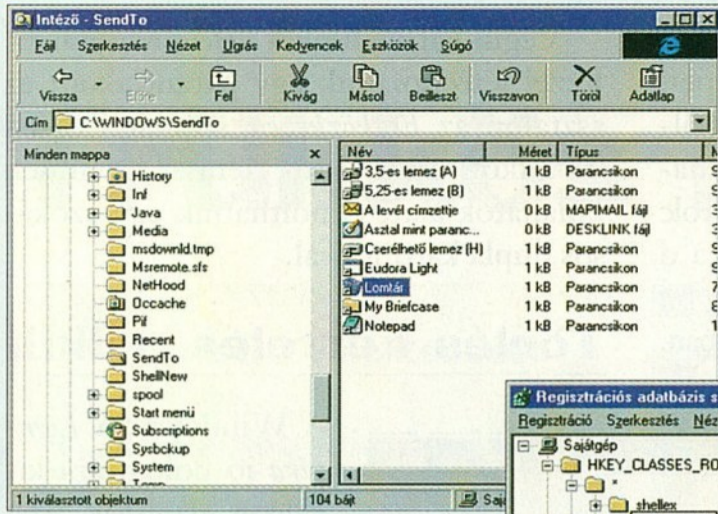 Intéző - SendTo
Fájl Szerkesztés Nézet Ugrás Kedvencek Eszközök Súgó
Vissza Előre Fel Kivág Másol Beilleszt Visszavon Töröl Adatlap
Cím C:\WINDOWS\SendTo
Minden mappa
History
Inf
Java
Media
msdownld.tmp
Msremote.sfs
NetHood
Occache
Pif
Recent
SendTo
ShellNew
spool
Start menü
Subscriptions
Sysbckup
System
Temp
Név Méret Típus M
3,5-es lemez (A) 1 kB Parancsikon
5,25-es lemez (B) 1 kB Parancsikon
A levél címzettje 0 kB MAPIMAIL fájl
Asztal mint paranc... 0 kB DESKLINK fájl
Cserélhető lemez (H) 1 kB Parancsikon
Eudora Light 1 kB Parancsikon
Lomtár 1 kB Parancsikon
My Briefcase 1 kB Parancsikon
Notepad 1 kB Parancsikon
1 kiválasztott objektum 104 bájt Saj
Regisztrációs adatbázis s
Regisztráció Szerkesztés Néz
Sajátgép
HKEY_CLASSES_RO
*
shellex